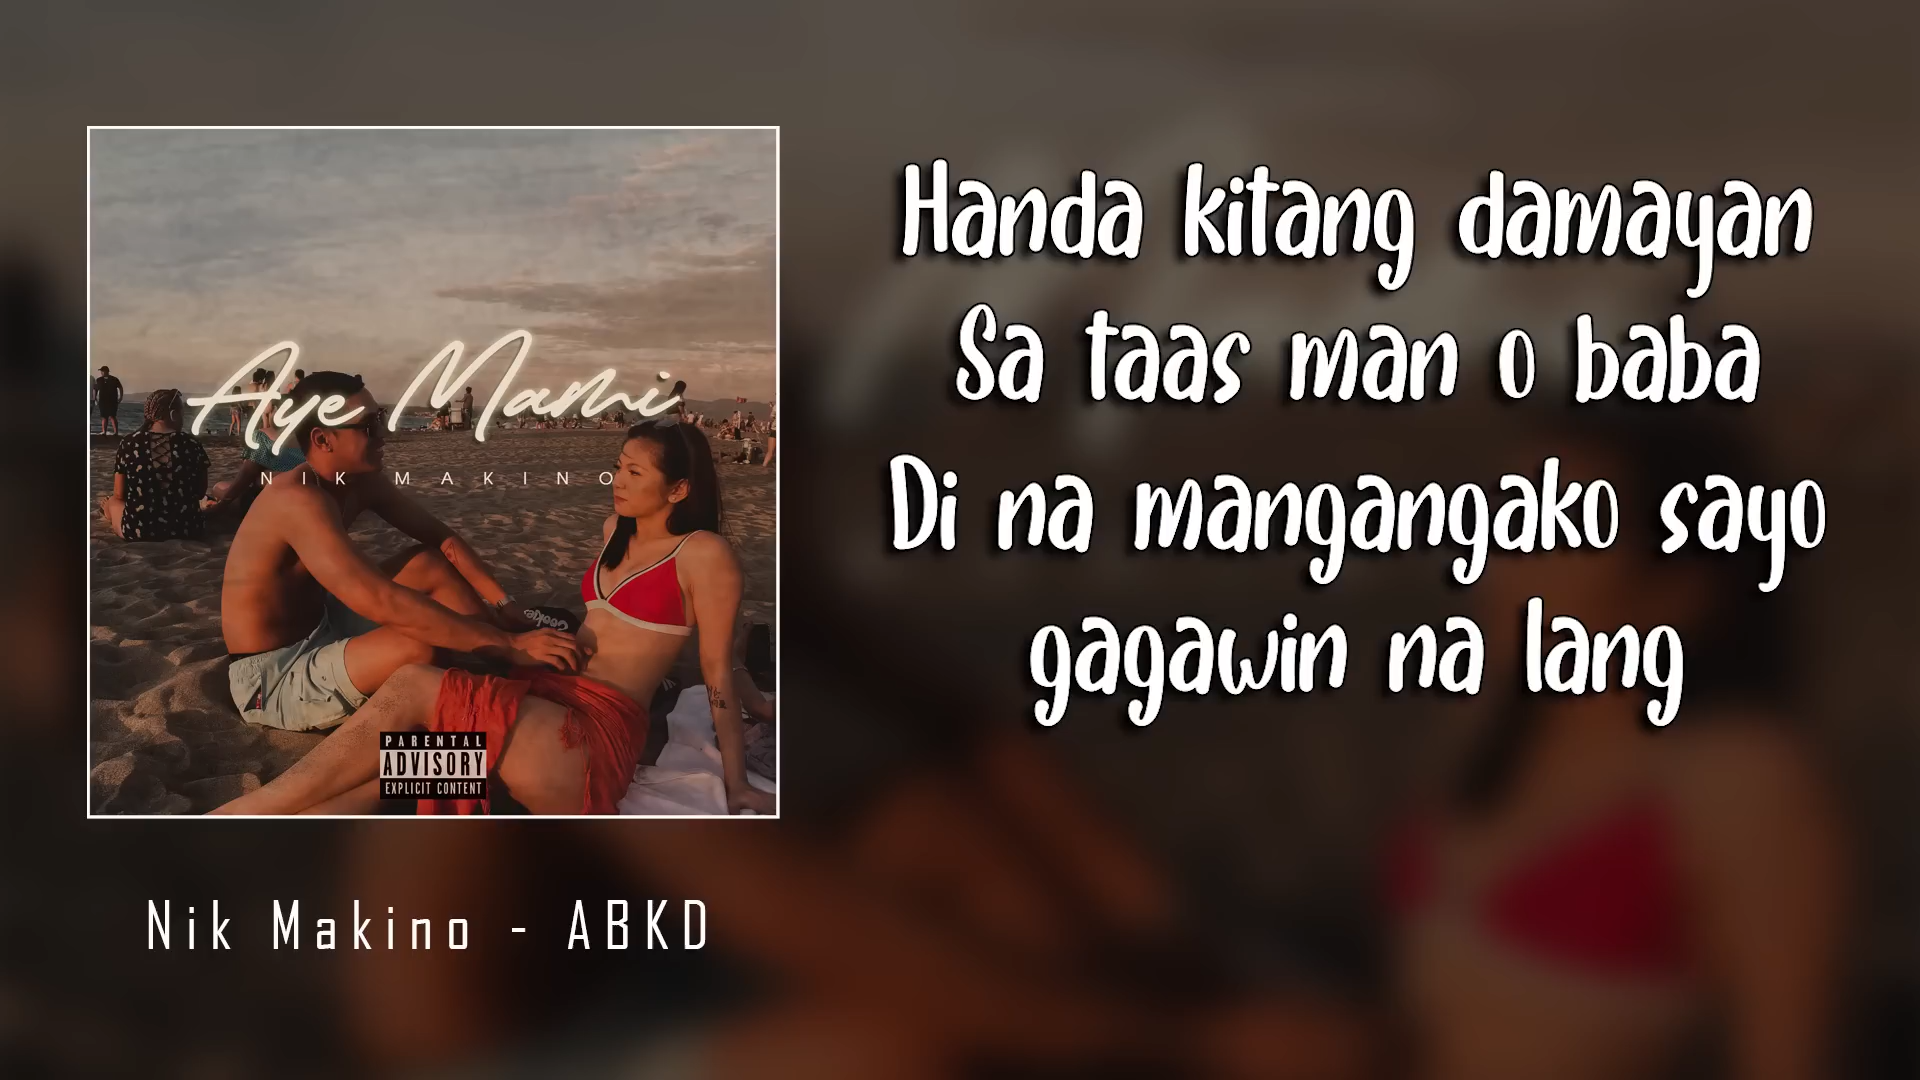 Aye Mami
NIK MAKINO
PARENTAL
ADVISORY
EXPLICIT CONTENT
Nik Makino - ABKD
Handa kitang damayan
Sa taas man o baba
Di na mangangako sayo
gagawin na lang